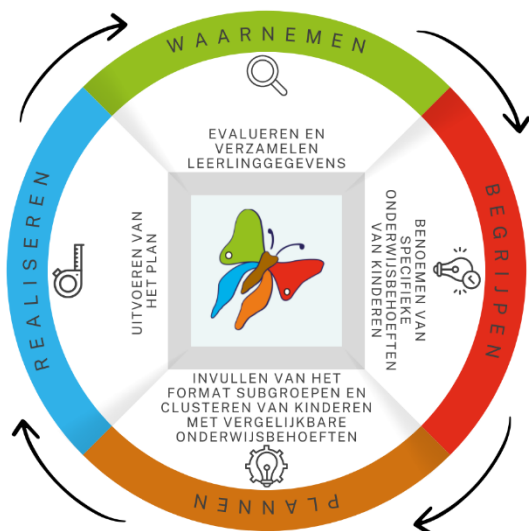 WAARNEMEN
EVALUEREN EN
VERZAMELEN
LEERLINGGEGEVENS
BEGRIJPEN
BENOEMEN VAN
SPECIFIEKE
ONDERWIJSBEHOEFTEN
VAN KINDEREN
INVULLEN VAN HET
FORMAT SUBGROEPEN EN
CLUSTEREN VAN KINDEREN
MET VERGELIJKBARE
ONDERWIJSBEHOEFTEN
PLANNEN
REALISEREN
UITVOEREN VAN
HET PLAN